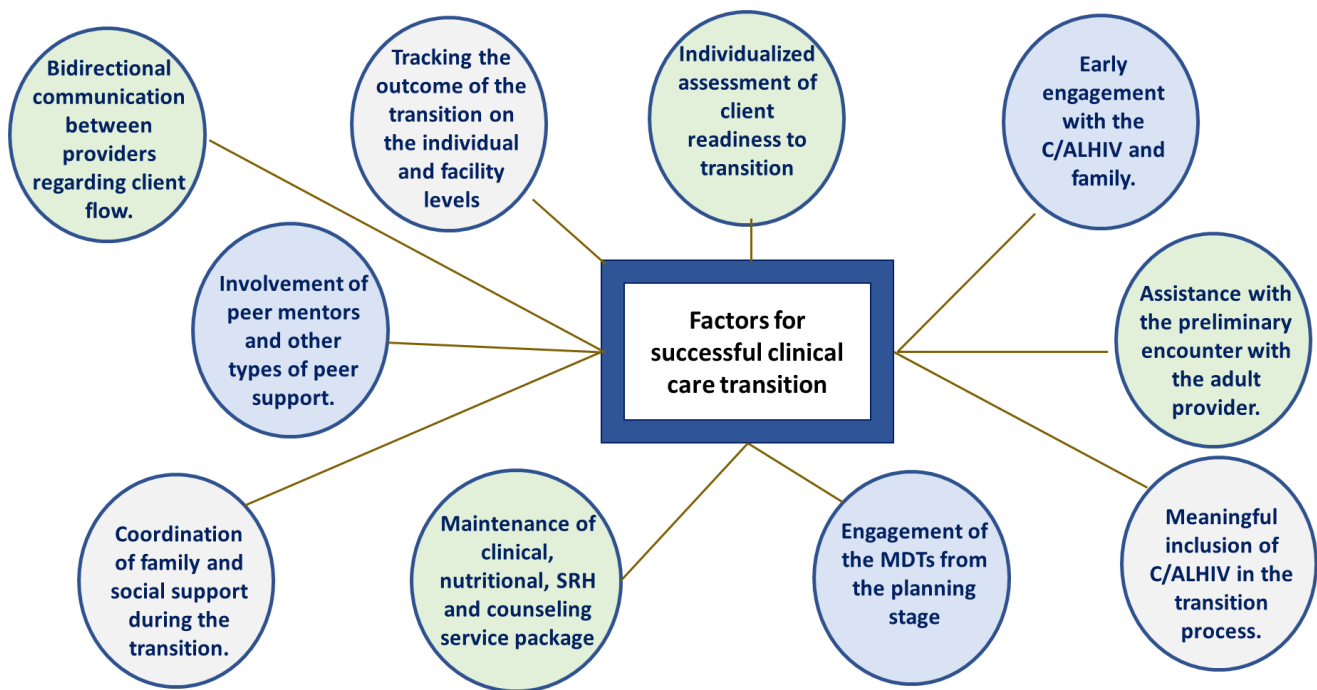 Bidirectional
communication
between
providers
regarding client
flow.
Tracking the
outcome of the
transition on
the individual
and facility
levels
Individualized
assessment of
client
readiness to
transition
Early
engagement
with the
C/ALHIV and
family.
Involvement of
peer mentors
and other
types of peer
support.
Factors for
successful clinical
care transition
Assistance with
the preliminary
encounter with
the adult
provider.
Coordination
of family and
social support
during the
transition.
Maintenance of
clinical,
nutritional, SRH
and counseling
service package
Engagement of
the MDTs from
the planning
stage
Meaningful
inclusion of
C/ALHIV in the
transition
process.